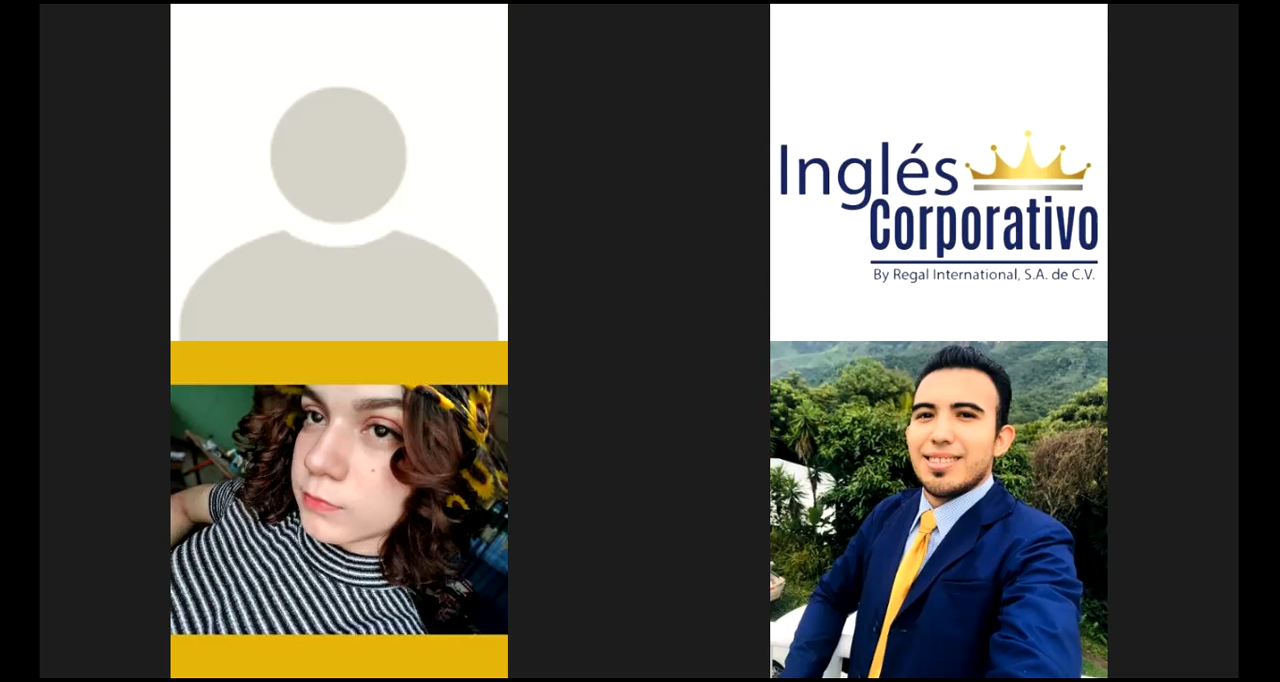 Inglés
Corporativo
By Regal International, S.A. de C.V.